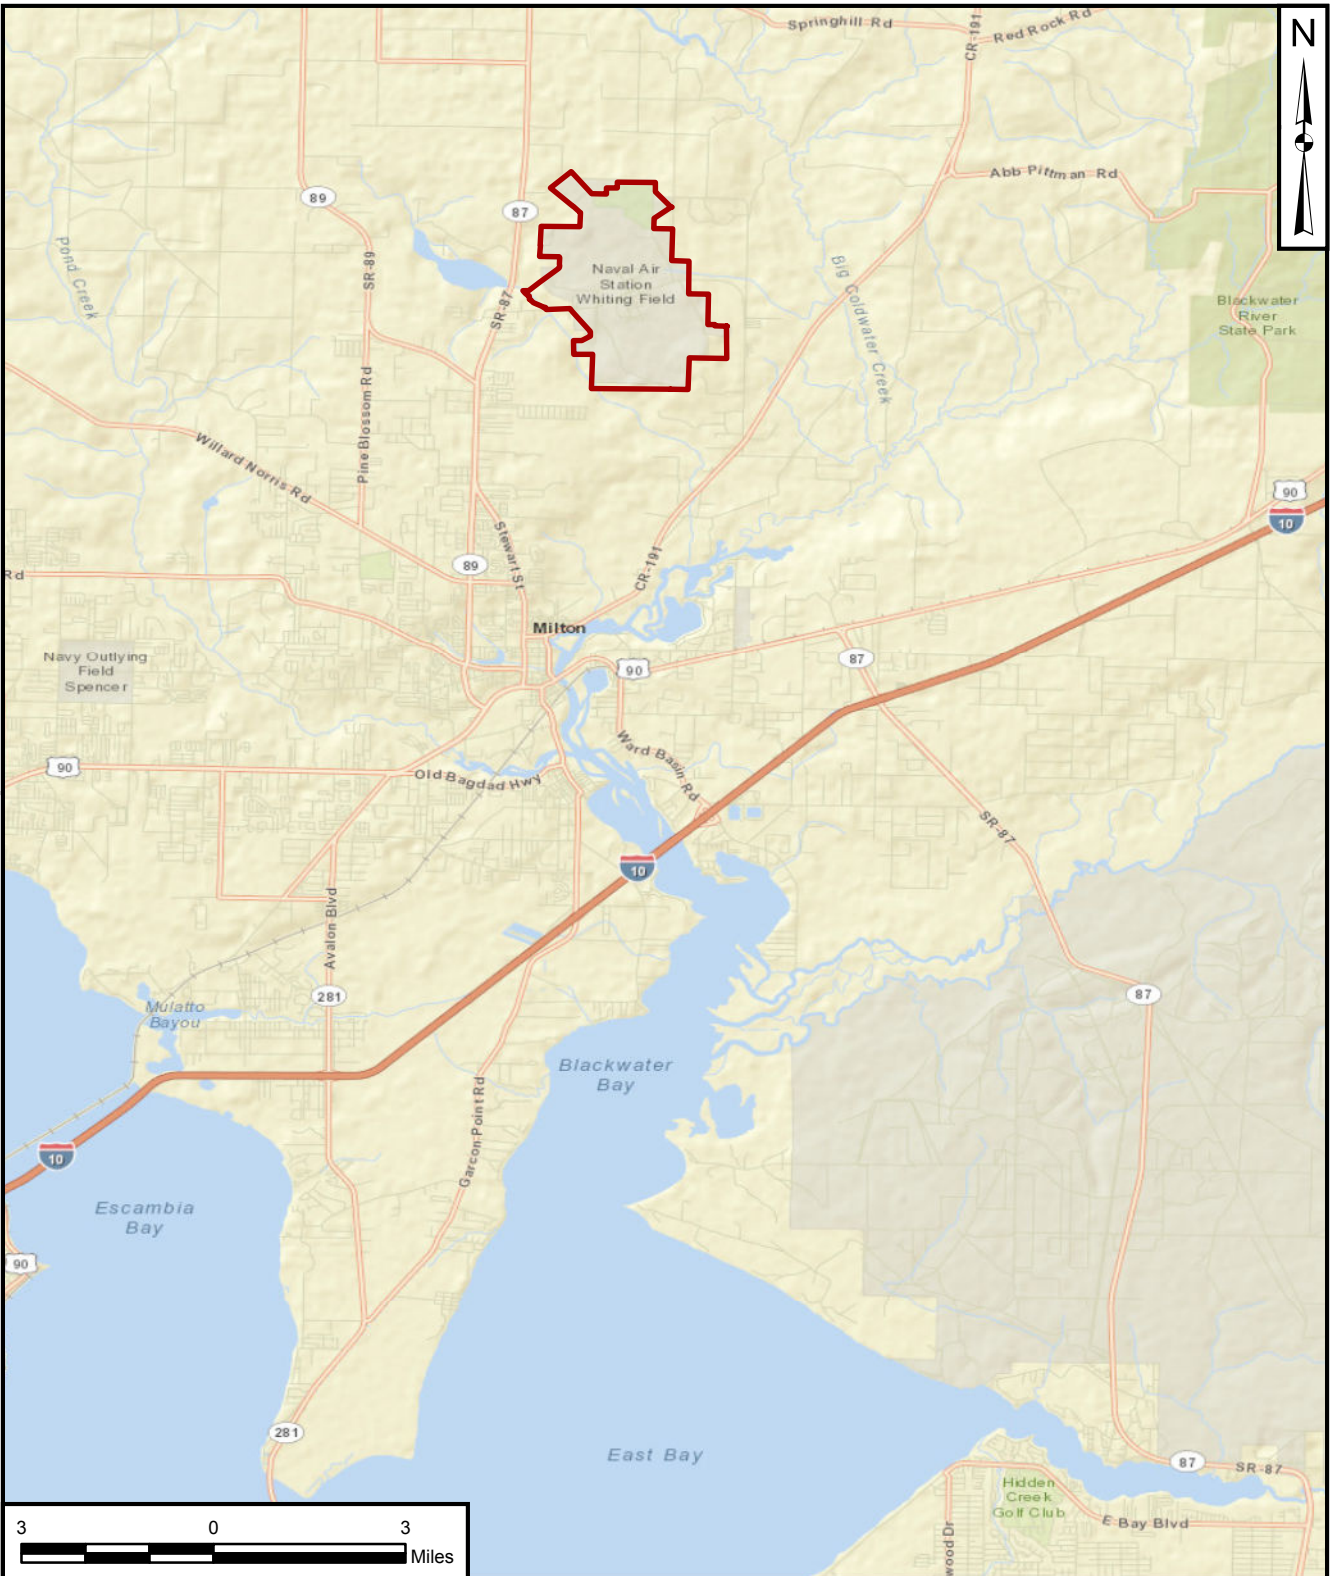 Springhill Rd
CR-191
Red Rock Rd
N
Abb Pittman Rd
89
87
Pond Creek
SR-89
Naval Air
Station
Whiting Field
SR-87
Big Coldwater Creek
Blackwater
River
State Park
Pine Blossom Rd
Willard Norris Rd
90
10
Stewart St
89
CR-191
Rd
Milton
Navy Outlying
Field
Spencer
90
87
Ward Basin Rd
90
Old Bagdad Hwy
SR-87
10
Avalon Blvd
281
87
Mulatto
Bayou
Blackwater
Bay
Garcon Point Rd
10
Escambia
Bay
90
281
East Bay
87
SR-87
Hidden
Creek
Golf Club
E Bay Blvd
wood Dr
3 0 3
Miles